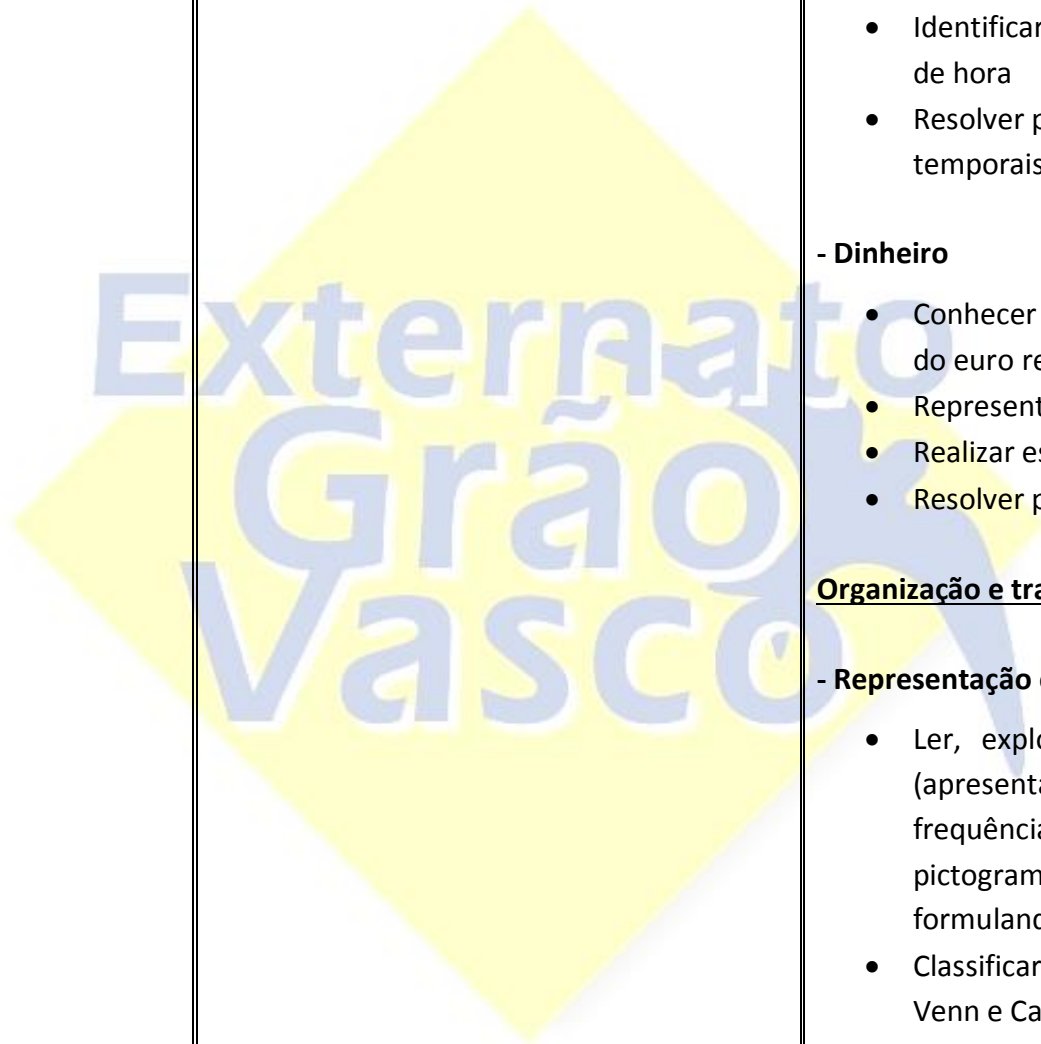 Identificar
de hora
Resolver p
temporais
- Dinheiro
Conhecer
do euro re
Represent
Realizar es
Resolver p
Organização e tra
- Representação
Ler, explo
(apresenta
frequência
pictogram
formuland
Classificar
Venn e Ca
Externato
Grão
Vasco